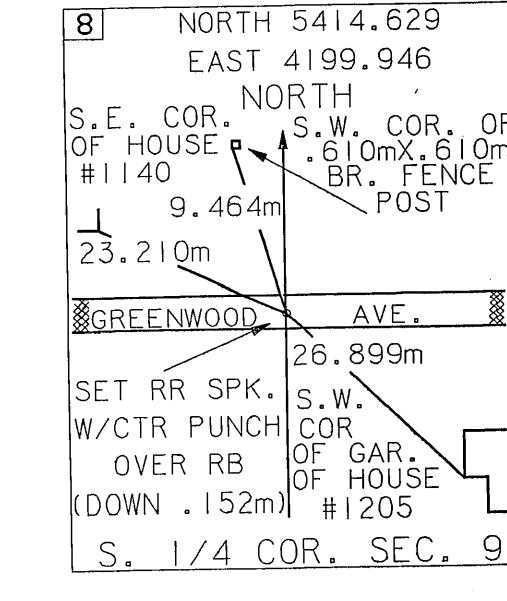 8
NORTH 5414.629
EAST 4199.946
NORTH
S.E. COR.
OF HOUSE
#1140
S.W. COR. OF
.610mX.610m
BR. FENCE
POST
9.464m
23.210m
GREENWOOD AVE.
26.899m
SET RR SPK.
W/CTR PUNCH
OVER RB
(DOWN .152m)
S.W.
COR
OF GAR.
OF HOUSE
#1205
S. 1/4 COR. SEC. 9